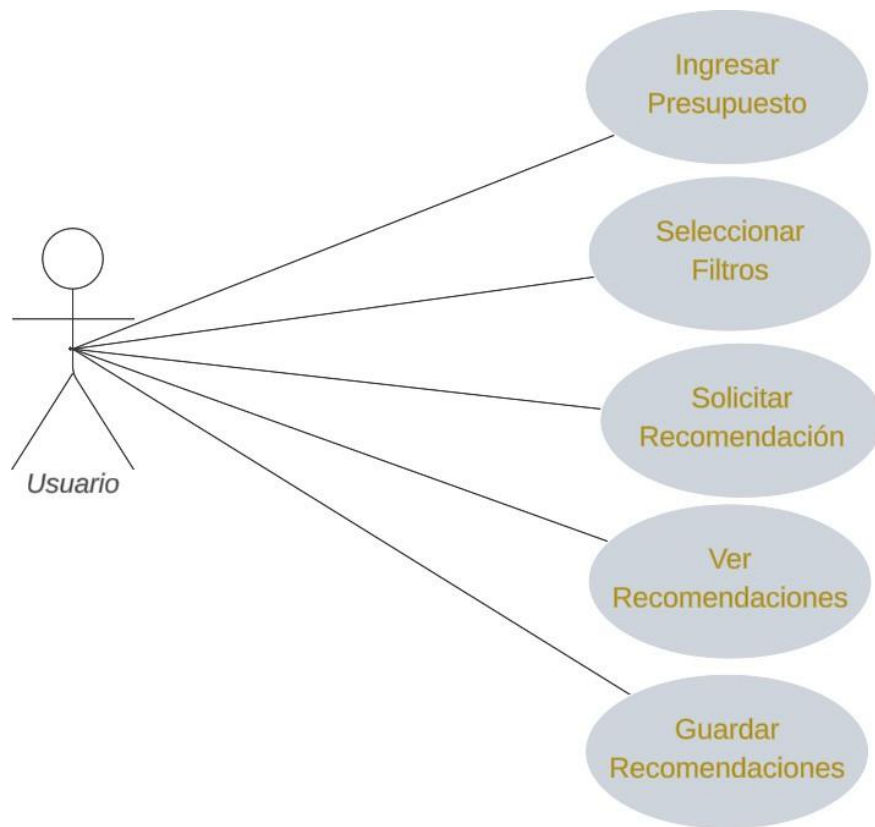 Ingresar
Presupuesto
Seleccionar
Filtros
Solicitar
Recomendación
Usuario
Ver
Recomendaciones
Guardar
Recomendaciones